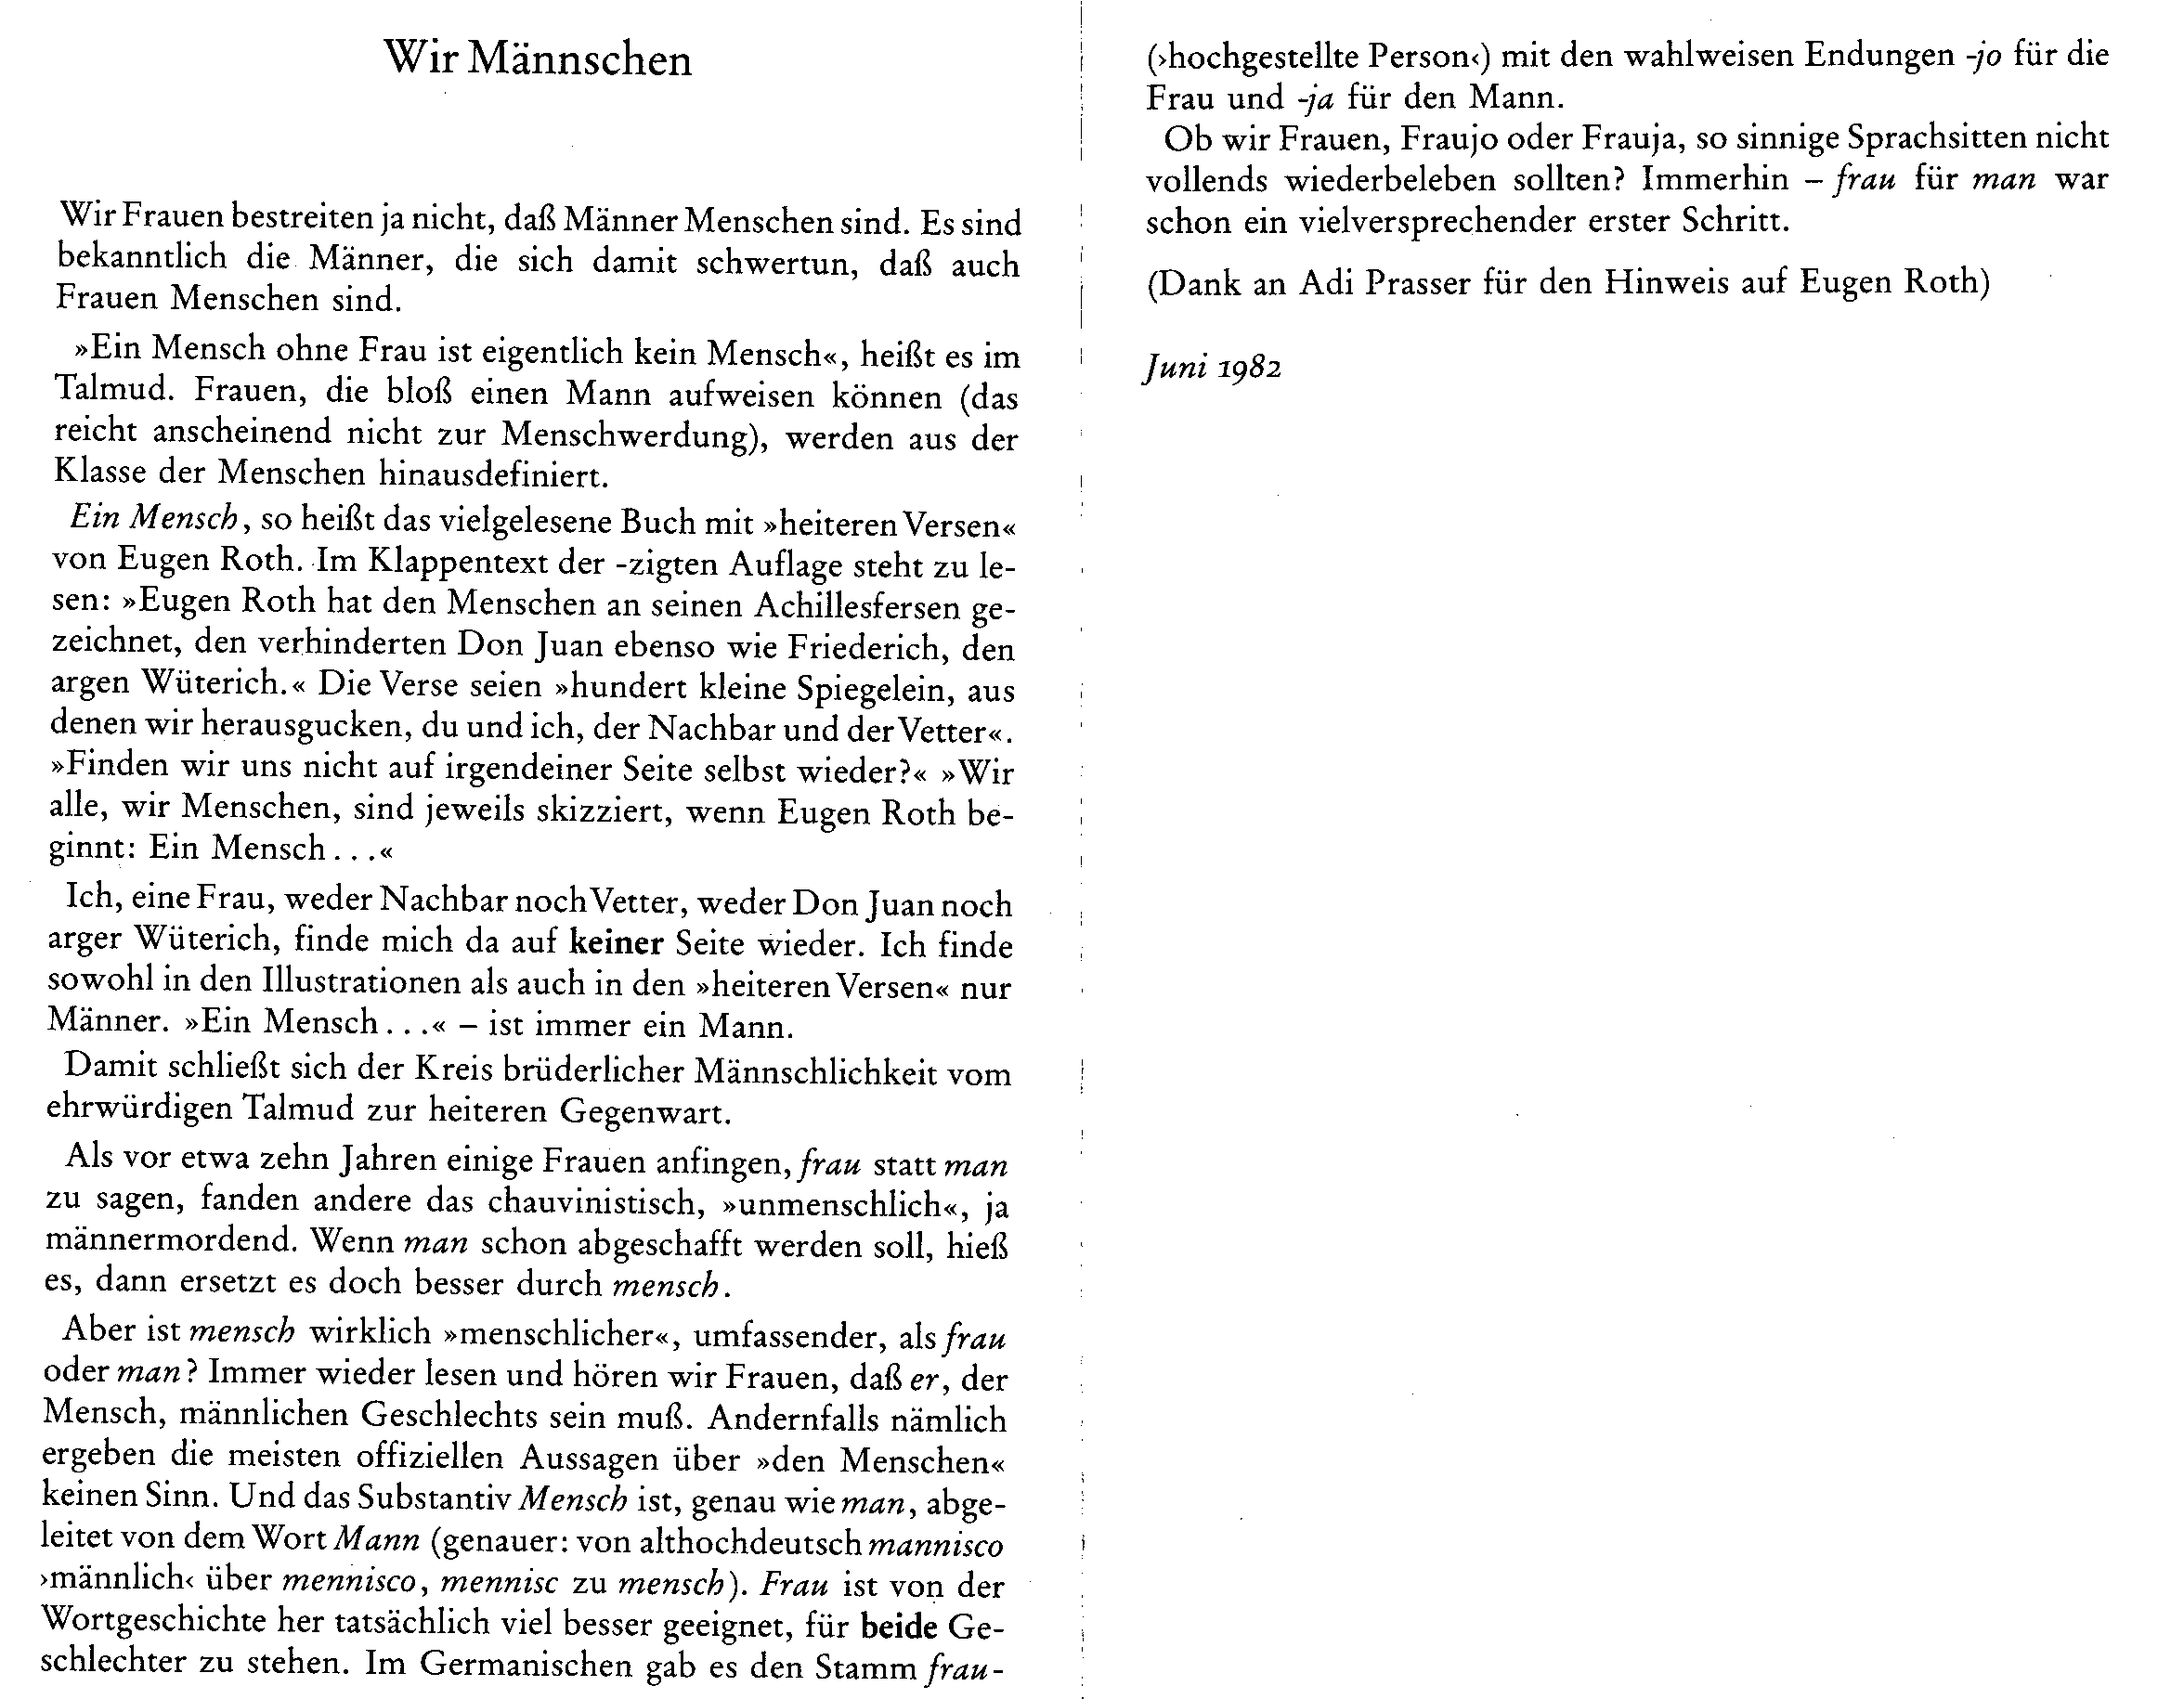 Wir Männschen
Wir Frauen bestreiten ja nicht, daß Männer Menschen sind. Es sind
bekanntlich die Männer, die sich damit schwertun, daß auch
Frauen Menschen sind.
»Ein Mensch ohne Frau ist eigentlich kein Mensch«, heißt es im
Talmud. Frauen, die bloß einen Mann aufweisen können (das
reicht anscheinend nicht zur Menschwerdung), werden aus der
Klasse der Menschen hinausdefiniert.
Ein Mensch, so heißt das vielgelesene Buch mit »heiteren Versen«
von Eugen Roth. Im Klappentext der -zigten Auflage steht zu le-
sen: »Eugen Roth hat den Menschen an seinen Achillesfersen ge-
zeichnet, den verhinderten Don Juan ebenso wie Friederich, den
argen Wüterich.« Die Verse seien »hundert kleine Spiegelein, aus
denen wir herausgucken, du und ich, der Nachbar und der Vetter«.
»Finden wir uns nicht auf irgendeiner Seite selbst wieder?« »Wir
alle, wir Menschen, sind jeweils skizziert, wenn Eugen Roth be-
ginnt: Ein Mensch . . .«
Ich, eine Frau, weder Nachbar noch Vetter, weder Don Juan noch
arger Wüterich, finde mich da auf keiner Seite wieder. Ich finde
sowohl in den Illustrationen als auch in den »heiteren Versen« nur
Männer. »Ein Mensch . . .« – ist immer ein Mann.
Damit schließt sich der Kreis brüderlicher Männschlichkeit vom
ehrwürdigen Talmud zur heiteren Gegenwart.
Als vor etwa zehn Jahren einige Frauen anfingen, frau statt man
zu sagen, fanden andere das chauvinistisch, »unmenschlich«, ja
männermordend. Wenn man schon abgeschafft werden soll, hieß
es, dann ersetzt es doch besser durch mensch.
Aber ist mensch wirklich »menschlicher«, umfassender, als frau
oder man? Immer wieder lesen und hören wir Frauen, daß er, der
Mensch, männlichen Geschlechts sein muß. Andernfalls nämlich
ergeben die meisten offiziellen Aussagen über »den Menschen«
keinen Sinn. Und das Substantiv Mensch ist, genau wie man, abge-
leitet von dem Wort Mann (genauer: von althochdeutsch mannisco
›männlich‹ über mennisco, mennisc zu mensch). Frau ist von der
Wortgeschichte her tatsächlich viel besser geeignet, für beide Ge-
schlechter zu stehen. Im Germanischen gab es den Stamm frau-
(›hochgestellte Person‹) mit den wahlweisen Endungen -jo für die
Frau und -ja für den Mann.
Ob wir Frauen, Fraujo oder Frauja, so sinnige Sprachsitten nicht
vollends wiederbeleben sollten? Immerhin – frau für man war
schon ein vielversprechender erster Schritt.
(Dank an Adi Prasser für den Hinweis auf Eugen Roth)
Juni 1982